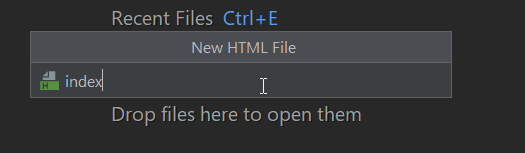 Recent Files Ctrl+E
New HTML File
H index
Drop files here to open them